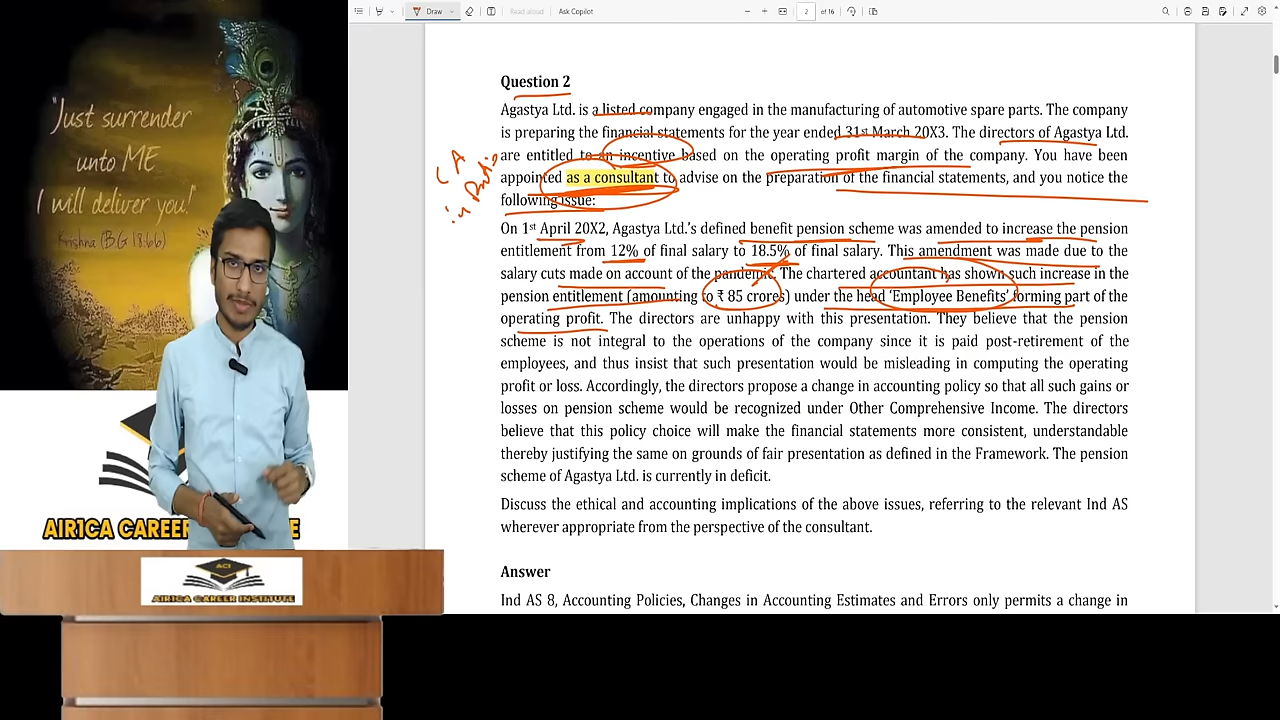 "Just surrender
unto ME
I will deliver you!"
Krishna (BG 18:66)
AIR1CA CAREER
ACI
AIR1CA CAREER INSTITUTE
Draw
Read aloud
Ask Copilot
2
of 16
CA
in
Question 2
Agastya Ltd. is a listed company engaged in the manufacturing of automotive spare parts. The company
is preparing the financial statements for the year ended 31st March 20X3. The directors of Agastya Ltd.
are entitled to an incentive based on the operating profit margin of the company. You have been
appointed as a consultant to advise on the preparation of the financial statements, and you notice the
following issue:
On 1st April 20X2, Agastya Ltd.'s defined benefit pension scheme was amended to increase the pension
entitlement from 12% of final salary to 18.5% of final salary. This amendment was made due to the
salary cuts made on account of the pandemic. The chartered accountant has shown such increase in the
pension entitlement (amounting to ₹ 85 crores) under the head 'Employee Benefits' forming part of the
operating profit. The directors are unhappy with this presentation. They believe that the pension
scheme is not integral to the operations of the company since it is paid post-retirement of the
employees, and thus insist that such presentation would be misleading in computing the operating
profit or loss. Accordingly, the directors propose a change in accounting policy so that all such gains or
losses on pension scheme would be recognized under Other Comprehensive Income. The directors
believe that this policy choice will make the financial statements more consistent, understandable
thereby justifying the same on grounds of fair presentation as defined in the Framework. The pension
scheme of Agastya Ltd. is currently in deficit.
Discuss the ethical and accounting implications of the above issues, referring to the relevant Ind AS
wherever appropriate from the perspective of the consultant.
Answer
Ind AS 8, Accounting Policies, Changes in Accounting Estimates and Errors only permits a change in